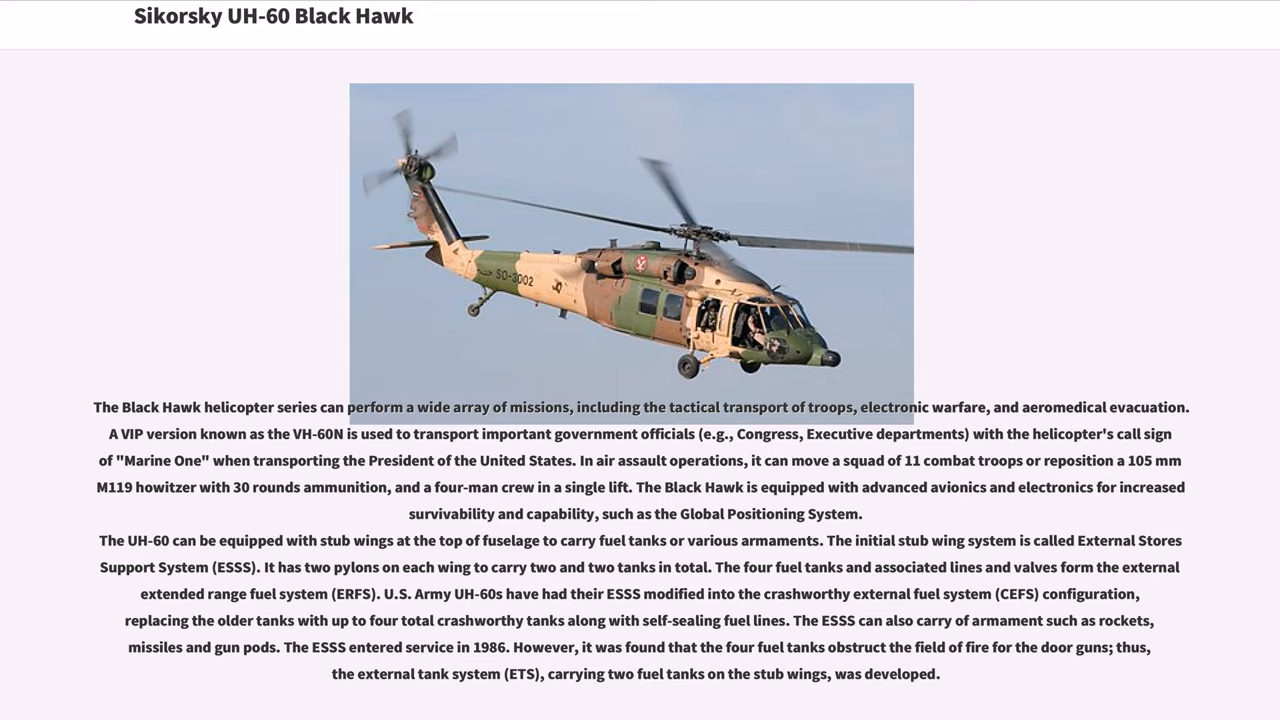 Sikorsky UH-60 Black Hawk
SO-3002
The Black Hawk helicopter series can perform a wide array of missions, including the tactical transport of troops, electronic warfare, and aeromedical evacuation.
A VIP version known as the VH-60N is used to transport important government officials (e.g., Congress, Executive departments) with the helicopter's call sign
of "Marine One" when transporting the President of the United States. In air assault operations, it can move a squad of 11 combat troops or reposition a 105 mm
M119 howitzer with 30 rounds ammunition, and a four-man crew in a single lift. The Black Hawk is equipped with advanced avionics and electronics for increased
survivability and capability, such as the Global Positioning System.
The UH-60 can be equipped with stub wings at the top of fuselage to carry fuel tanks or various armaments. The initial stub wing system is called External Stores
Support System (ESSS). It has two pylons on each wing to carry two and two tanks in total. The four fuel tanks and associated lines and valves form the external
extended range fuel system (ERFS). U.S. Army UH-60s have had their ESSS modified into the crashworthy external fuel system (CEFS) configuration,
replacing the older tanks with up to four total crashworthy tanks along with self-sealing fuel lines. The ESSS can also carry of armament such as rockets,
missiles and gun pods. The ESSS entered service in 1986. However, it was found that the four fuel tanks obstruct the field of fire for the door guns; thus,
the external tank system (ETS), carrying two fuel tanks on the stub wings, was developed.